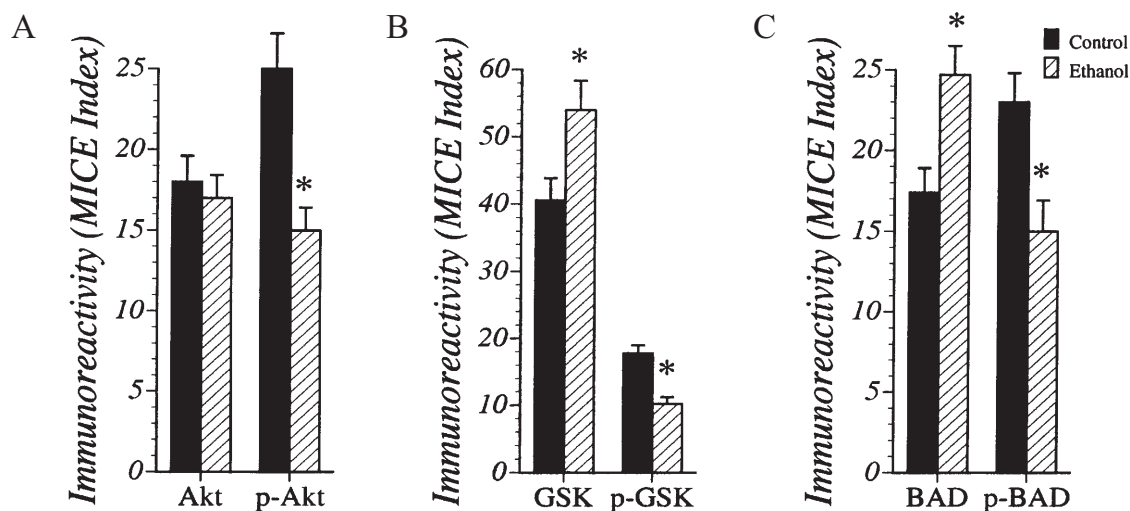 A
Immunoreactivity (MICE Index)
25
20
15
10
5
0
*
Akt p-Akt
B
Immunoreactivity (MICE Index)
60
50
40
30
20
10
0
*
*
GSK p-GSK
C
Immunoreactivity (MICE Index)
25
20
15
10
5
0
*
*
BAD p-BAD
Control
Ethanol